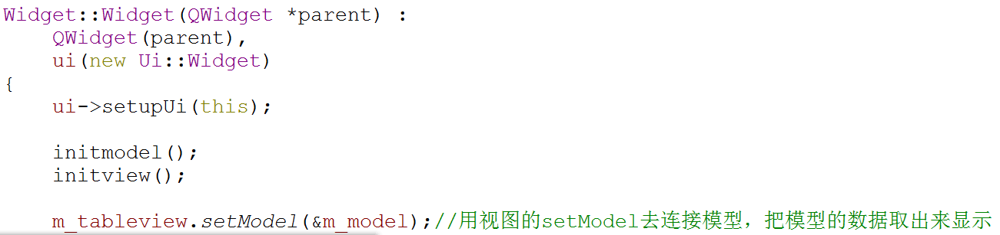 Widget::Widget(QWidget *parent) :
    QWidget(parent),
    ui(new Ui::Widget)
{
    ui->setupUi(this);
    initmodel();
    initview();
    m_tableview.setModel(&m_model);//用视图的setModel去连接模型，把模型的数据取出来显示